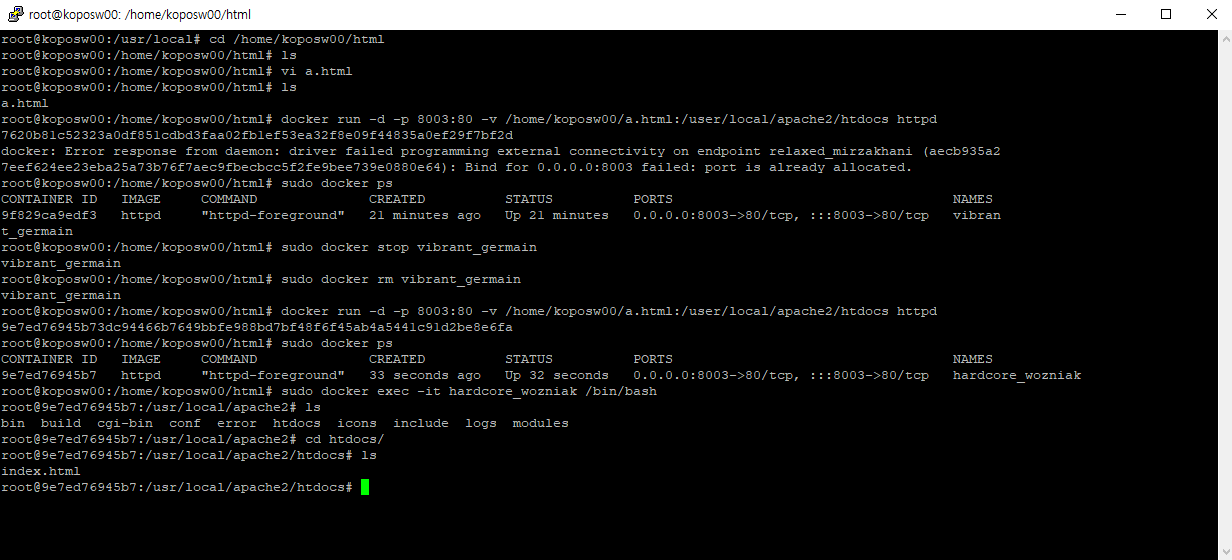 root@koposw00: /home/koposw00/html
root@koposw00:/usr/local# cd /home/koposw00/html
root@koposw00:/home/koposw00/html# ls
root@koposw00:/home/koposw00/html# vi a.html
root@koposw00:/home/koposw00/html# ls
a.html
root@koposw00:/home/koposw00/html# docker run -d -p 8003:80 -v /home/koposw00/a.html:/user/local/apache2/htdocs httpd
7620b81c52323a0df851cdbd3faa02fb1ef53ea32f8e09f44835a0ef29f7bf2d
docker: Error response from daemon: driver failed programming external connectivity on endpoint relaxed_mirzakhani (aecb935a2
7eef624ee23eba25a73b76f7aec9fbecbcc5f2fe9bee739e0880e64): Bind for 0.0.0.0:8003 failed: port is already allocated.
root@koposw00:/home/koposw00/html# sudo docker ps
CONTAINER ID   IMAGE     COMMAND              CREATED          STATUS          PORTS                                   NAMES
9f829ca9edf3   httpd     "httpd-foreground"   21 minutes ago   Up 21 minutes   0.0.0.0:8003->80/tcp, :::8003->80/tcp   vibran
t_germain
root@koposw00:/home/koposw00/html# sudo docker stop vibrant_germain
vibrant_germain
root@koposw00:/home/koposw00/html# sudo docker rm vibrant_germain
vibrant_germain
root@koposw00:/home/koposw00/html# docker run -d -p 8003:80 -v /home/koposw00/a.html:/user/local/apache2/htdocs httpd
9e7ed76945b73dc94466b7649bbfe988bd7bf48f6f45ab4a5441c91d2be8e6fa
root@koposw00:/home/koposw00/html# sudo docker ps
CONTAINER ID   IMAGE     COMMAND              CREATED          STATUS          PORTS                                   NAMES
9e7ed76945b7   httpd     "httpd-foreground"   33 seconds ago   Up 32 seconds   0.0.0.0:8003->80/tcp, :::8003->80/tcp   hardcore_wozniak
root@koposw00:/home/koposw00/html# sudo docker exec -it hardcore_wozniak /bin/bash
root@9e7ed76945b7:/usr/local/apache2# ls
bin  build  cgi-bin  conf  error  htdocs  icons  include  logs  modules
root@9e7ed76945b7:/usr/local/apache2# cd htdocs/
root@9e7ed76945b7:/usr/local/apache2/htdocs# ls
index.html
root@9e7ed76945b7:/usr/local/apache2/htdocs#